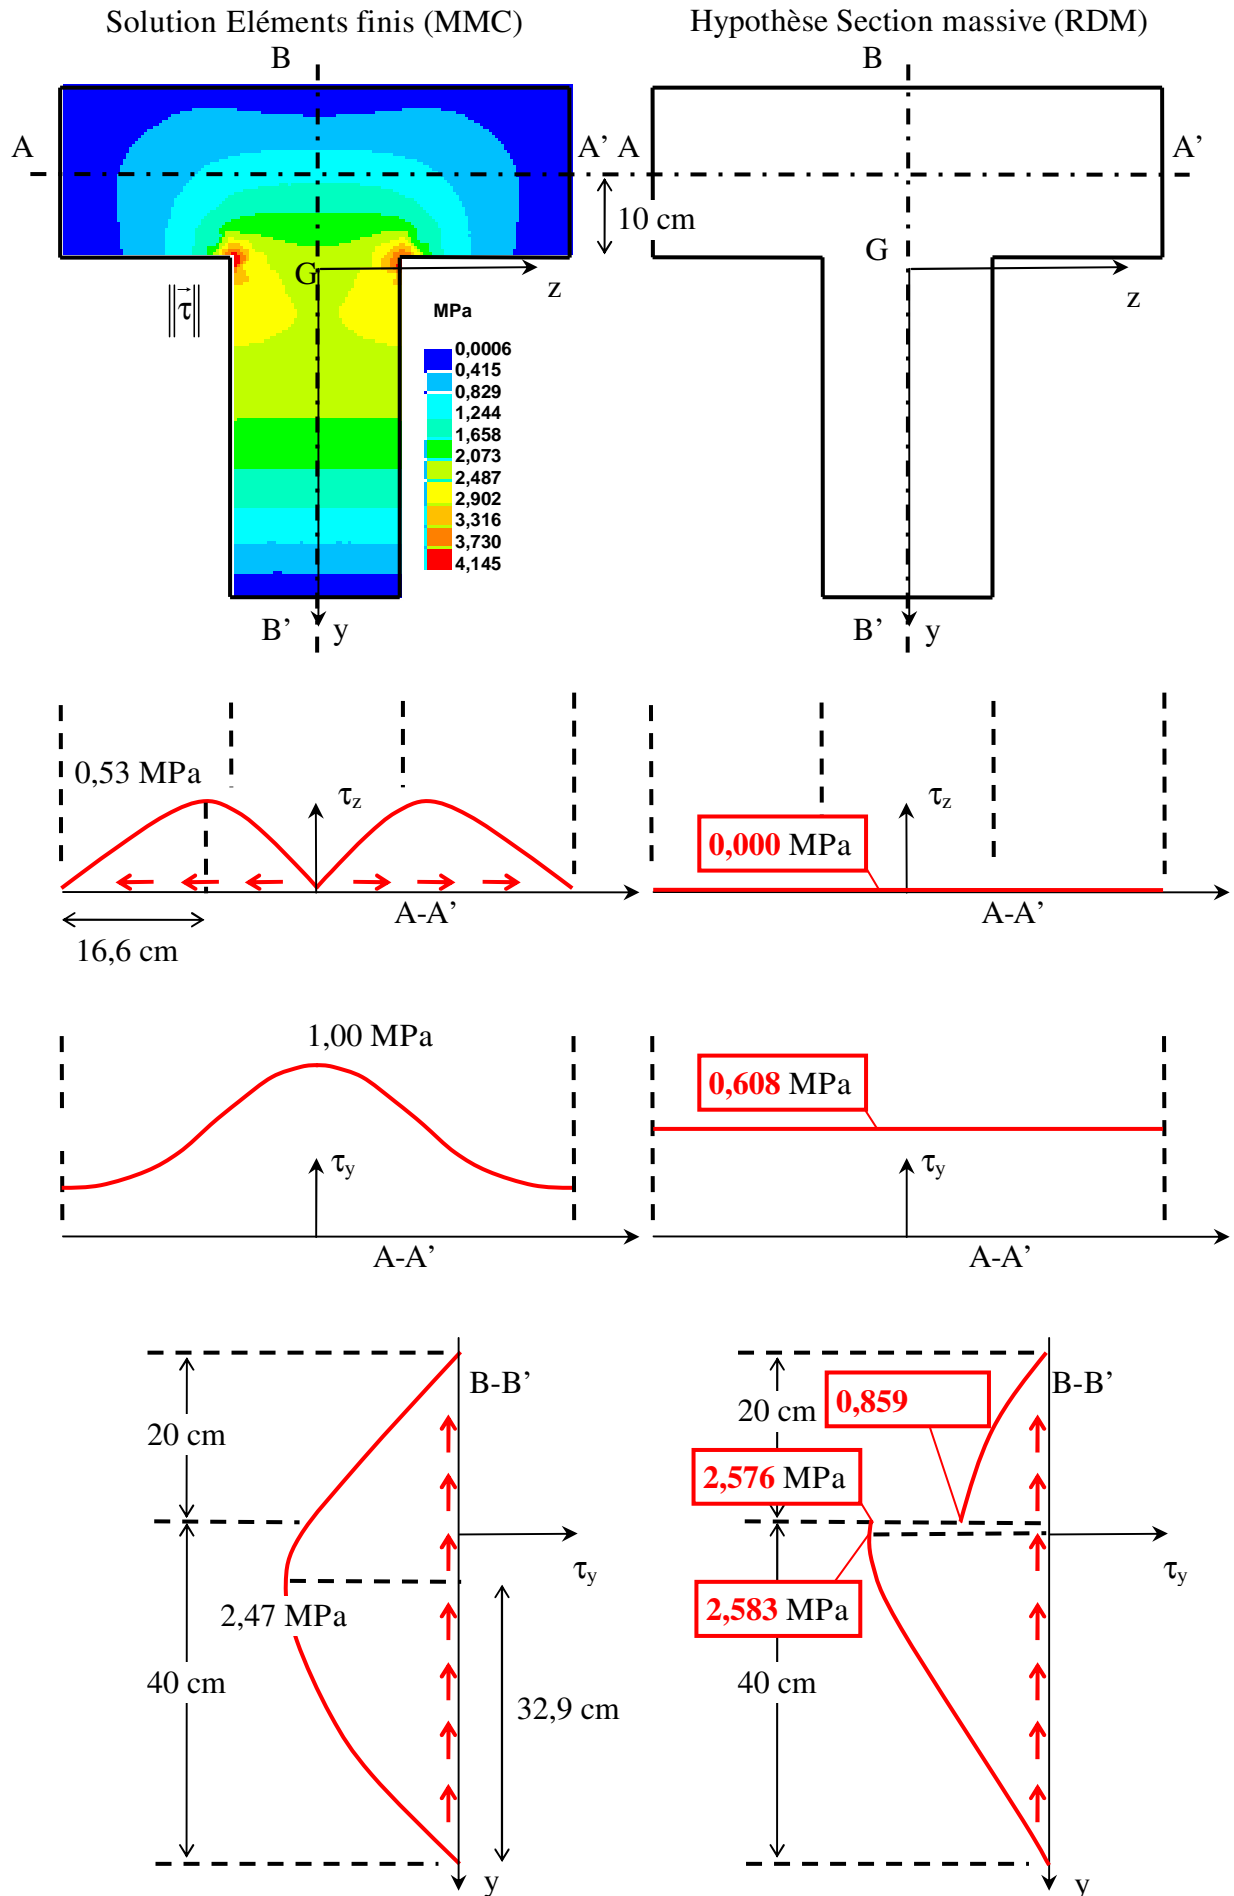 Solution Eléments finis (MMC)
Hypothèse Section massive (RDM)
B
B
A
A'
A
A'
10 cm
G
z
G
z
‖τ⃗‖
MPa
0,0006
0,415
0,829
1,244
1,658
2,073
2,487
2,902
3,316
3,730
4,145
B'
y
B'
y
0,53 MPa
τz
τz
0,000 MPa
A-A'
A-A'
16,6 cm
1,00 MPa
0,608 MPa
τy
τy
A-A'
A-A'
B-B'
B-B'
20 cm
20 cm
0,859
2,576 MPa
τy
τy
2,47 MPa
2,583 MPa
40 cm
32,9 cm
40 cm
y
y